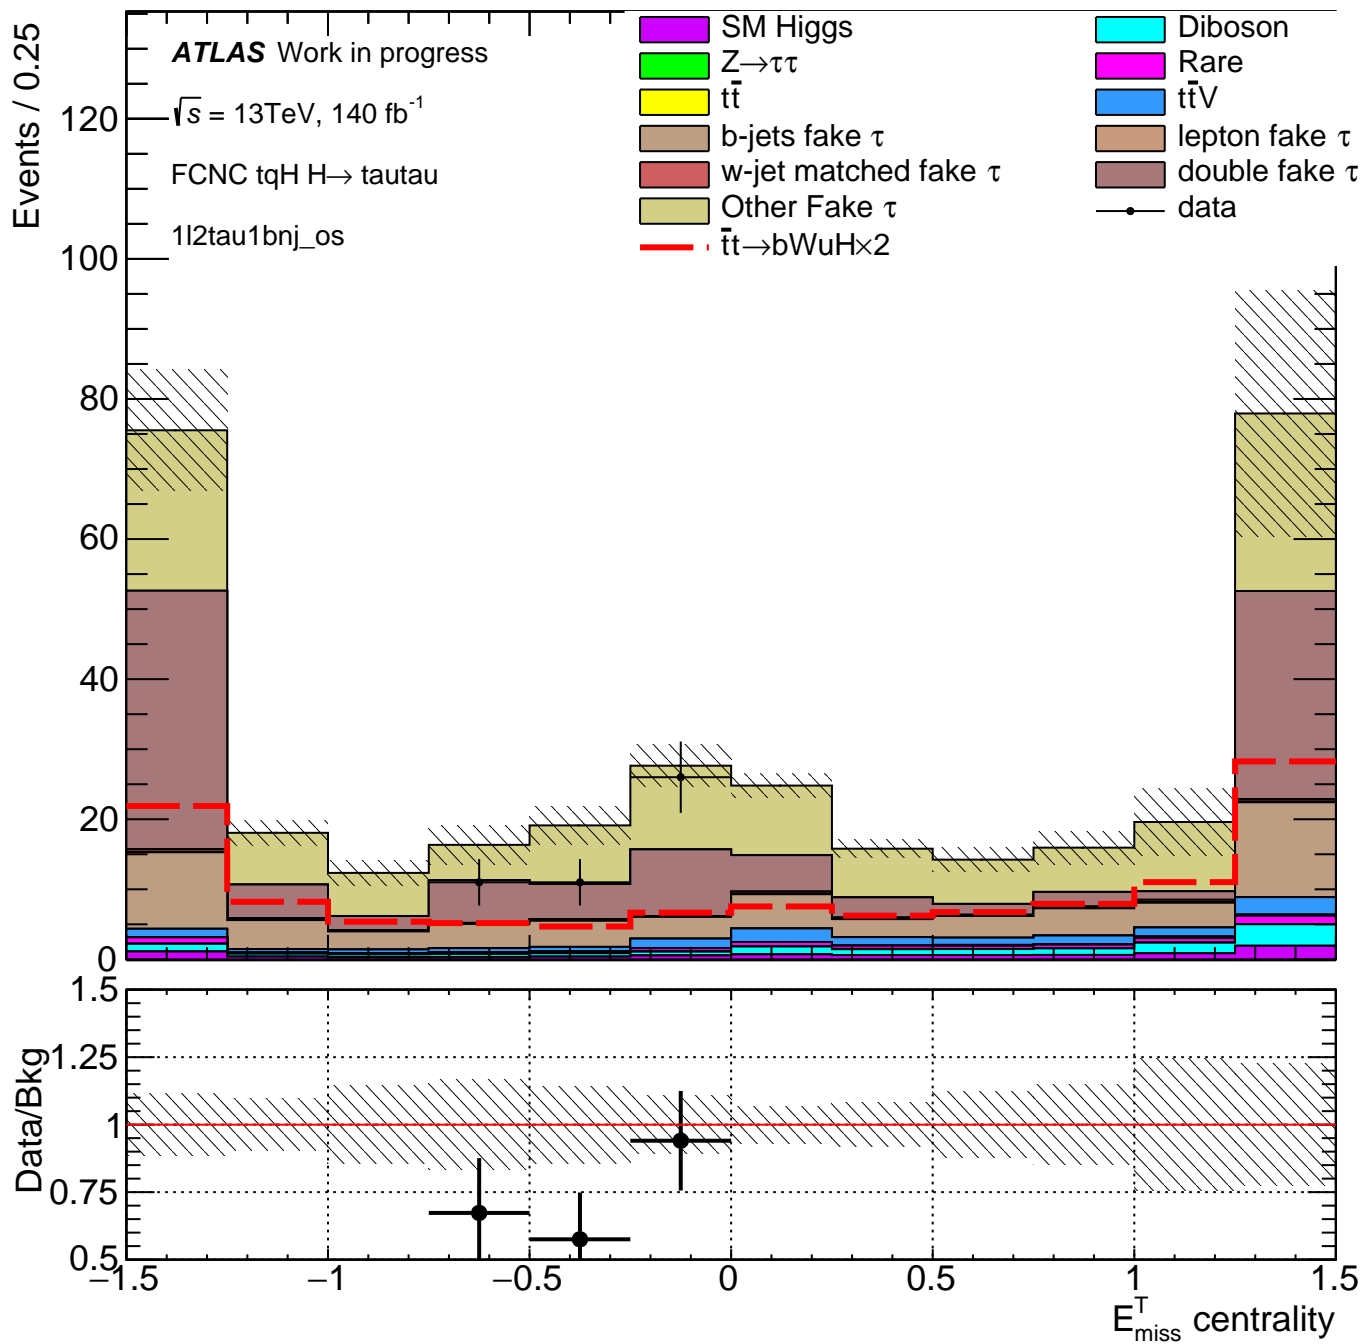 Events / 0.25
ATLAS Work in progress
√s = 13TeV, 140 fb⁻¹
FCNC tqH H→ tautau
1l2tau1bnj_os
SM Higgs
Z→ττ
tt̄
b-jets fake τ
w-jet matched fake τ
Other Fake τ
t̄t→bWuH×2
Diboson
Rare
tt̄V
lepton fake τ
double fake τ
data
120
100
80
60
40
20
0
Data/Bkg
1.5
1.25
1
0.75
0.5
−1.5 −1 −0.5 0 0.5 1 1.5
E^T_miss centrality